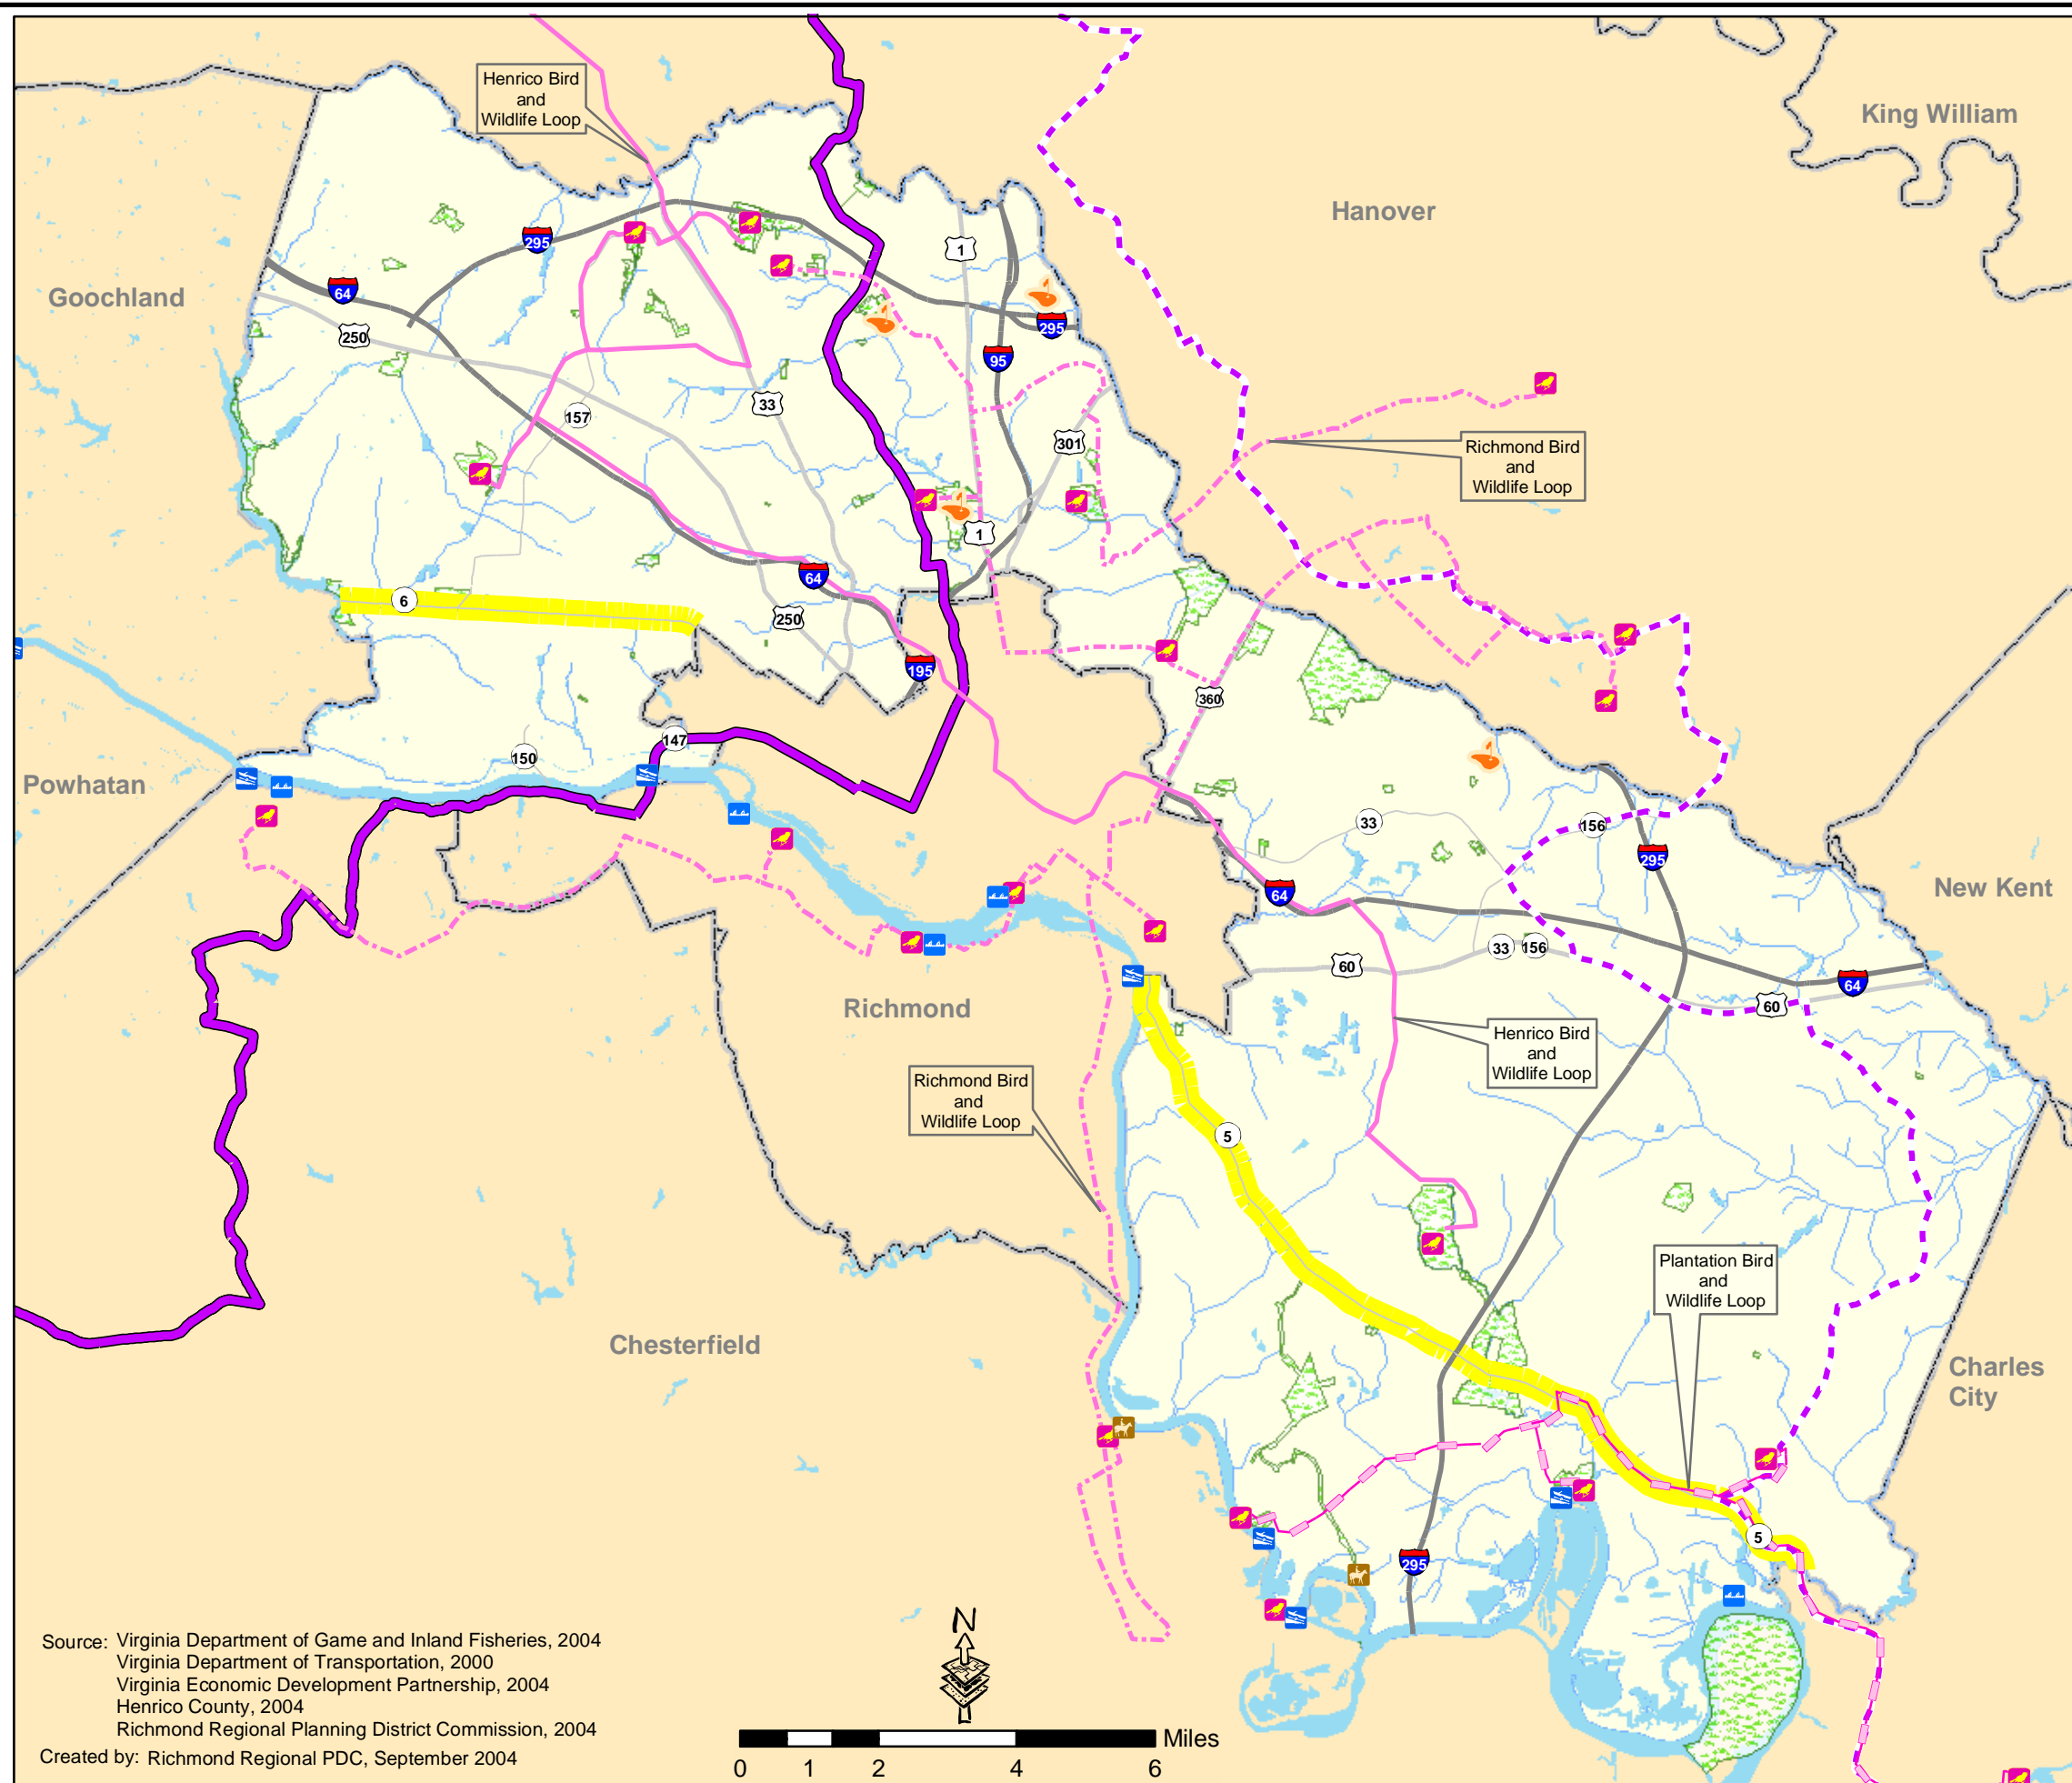 Henrico Bird
and
Wildlife Loop
King William
Hanover
Goochland
295
64
250
1
295
95
157
33
301
Richmond Bird
and
Wildlife Loop
1
6
64
250
195
360
147
150
Powhatan
33
156
295
64
New Kent
33
156
60
64
60
Richmond
Henrico Bird
and
Wildlife Loop
Richmond Bird
and
Wildlife Loop
5
Plantation Bird
and
Wildlife Loop
Chesterfield
Charles
City
5
295
N
Source: Virginia Department of Game and Inland Fisheries, 2004
Virginia Department of Transportation, 2000
Virginia Economic Development Partnership, 2004
Henrico County, 2004
Richmond Regional Planning District Commission, 2004
Created by: Richmond Regional PDC, September 2004
Miles
0 1 2 4 6